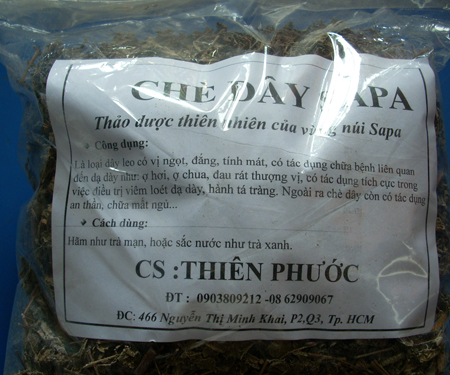 CHÈ DÂY SAPA
Thảo dược thiên nhiên của vùng núi Sapa
Công dụng:
Là loại dây leo có vị ngọt, đắng, tính mát, có tác dụng chữa bệnh liên quan
đến dạ dày như: ợ hơi, ợ chua, đau rát thượng vị, có tác dụng tích cực trong
việc điều trị viêm loét dạ dày, hành tá tràng. Ngoài ra chè dây còn có tác dụng
an thần, chữa mất ngủ...
Cách dùng:
Hãm như trà mạn, hoặc sắc nước như trà xanh.
CS :THIÊN PHƯỚC
ĐT : 0903809212 -08 62909067
ĐC: 466 Nguyễn Thị Minh Khai, P2,Q3, Tp. HCM